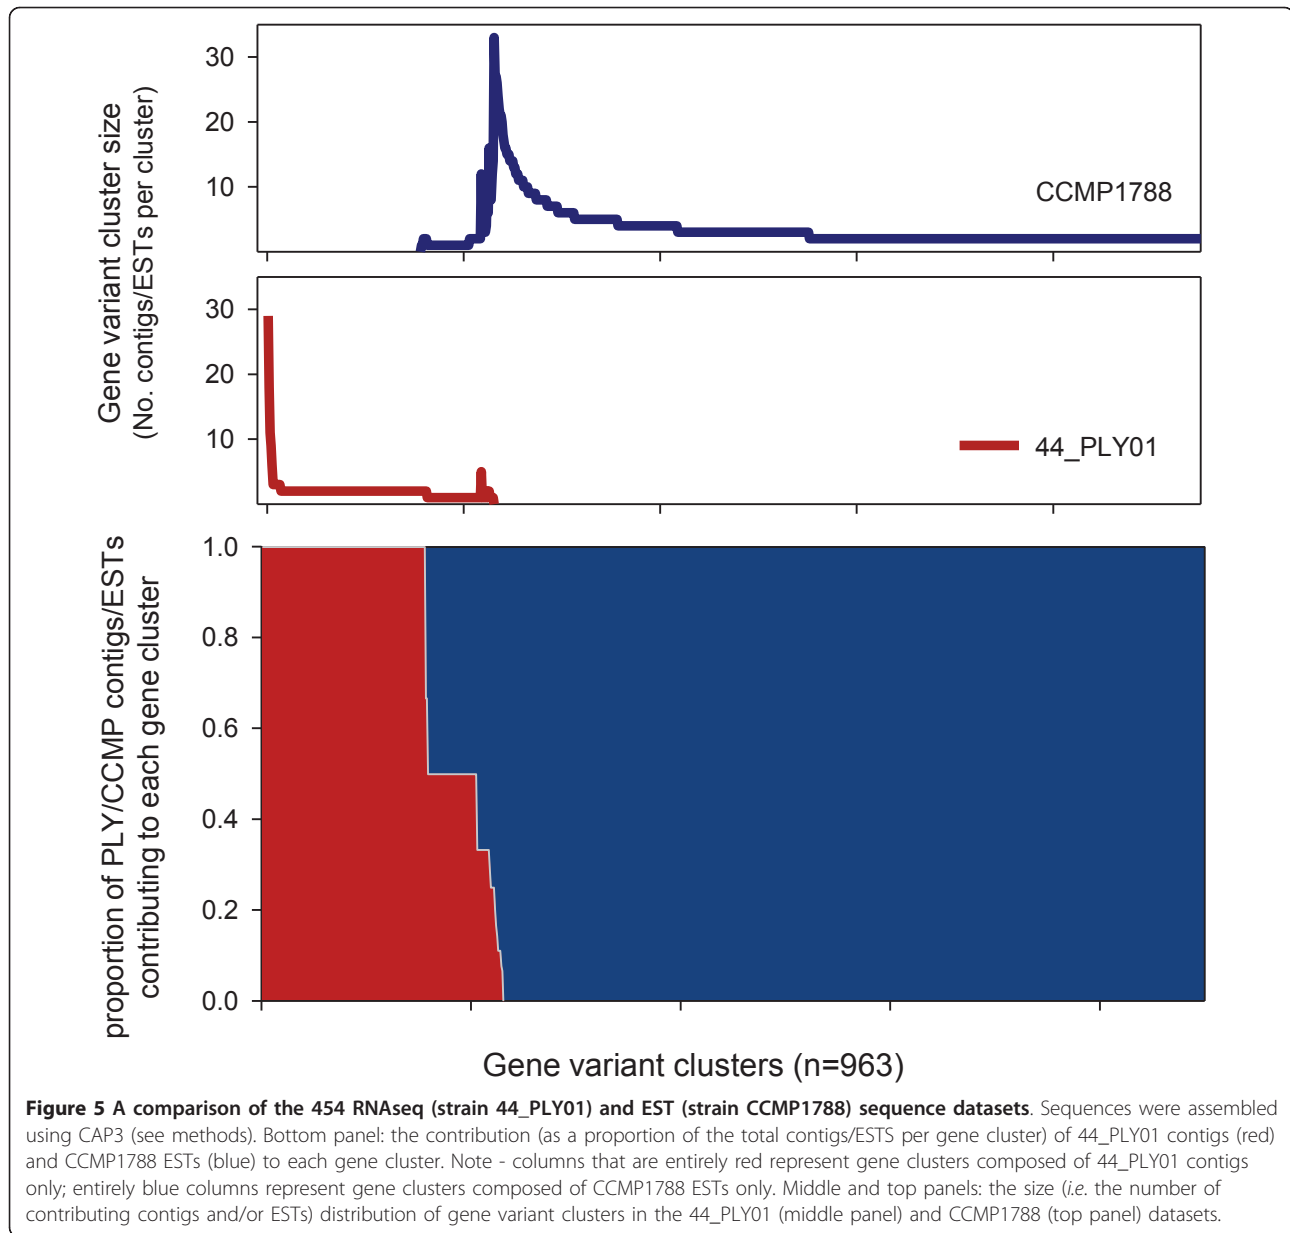 Gene variant cluster size
(No. contigs/ESTs per cluster)
30
20
10
CCMP1788
30
20
10
44_PLY01
proportion of PLY/CCMP contigs/ESTs
contributing to each gene cluster
1.0
0.8
0.6
0.4
0.2
0.0
Gene variant clusters (n=963)
Figure 5 A comparison of the 454 RNAseq (strain 44_PLY01) and EST (strain CCMP1788) sequence datasets. Sequences were assembled
using CAP3 (see methods). Bottom panel: the contribution (as a proportion of the total contigs/ESTS per gene cluster) of 44_PLY01 contigs (red)
and CCMP1788 ESTs (blue) to each gene cluster. Note - columns that are entirely red represent gene clusters composed of 44_PLY01 contigs
only; entirely blue columns represent gene clusters composed of CCMP1788 ESTs only. Middle and top panels: the size (i.e. the number of
contributing contigs and/or ESTs) distribution of gene variant clusters in the 44_PLY01 (middle panel) and CCMP1788 (top panel) datasets.